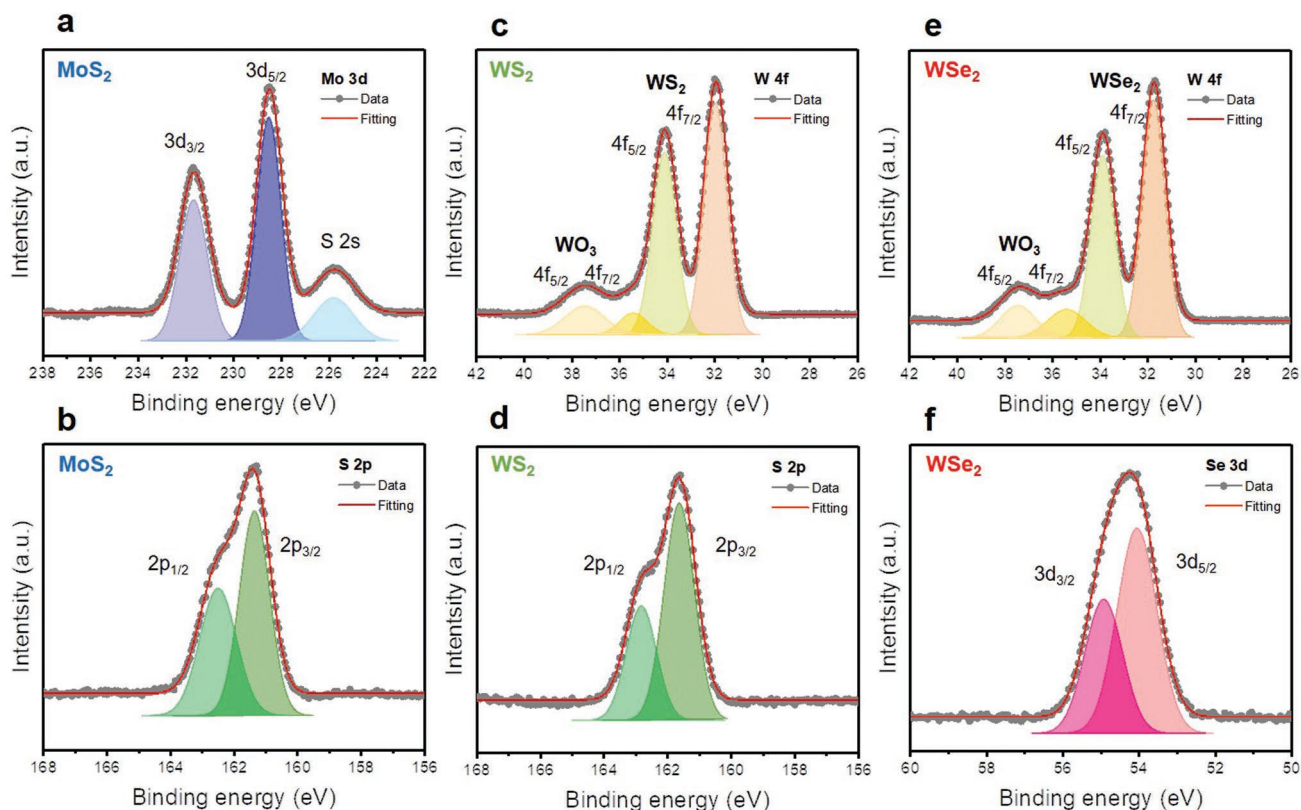 a
MoS₂
Mo 3d
Data
Fitting
3d₃/₂
3d₅/₂
S 2s
Intentsity (a.u.)
238 236 234 232 230 228 226 224 222
Binding energy (eV)
c
WS₂
WS₂
W 4f
Data
Fitting
4f₇/₂
4f₅/₂
WO₃
4f₅/₂
4f₇/₂
Intentsity (a.u.)
42 40 38 36 34 32 30 28 26
Binding energy (eV)
e
WSe₂
WSe₂
W 4f
Data
Fitting
4f₇/₂
4f₅/₂
WO₃
4f₅/₂
4f₇/₂
Intentsity (a.u.)
42 40 38 36 34 32 30 28 26
Binding energy (eV)
b
MoS₂
S 2p
Data
Fitting
2p₁/₂
2p₃/₂
Intentsity (a.u.)
168 166 164 162 160 158 156
Binding energy (eV)
d
WS₂
S 2p
Data
Fitting
2p₁/₂
2p₃/₂
Intentsity (a.u.)
168 166 164 162 160 158 156
Binding energy (eV)
f
WSe₂
Se 3d
Data
Fitting
3d₃/₂
3d₅/₂
Intentsity (a.u.)
60 58 56 54 52 50
Binding energy (eV)